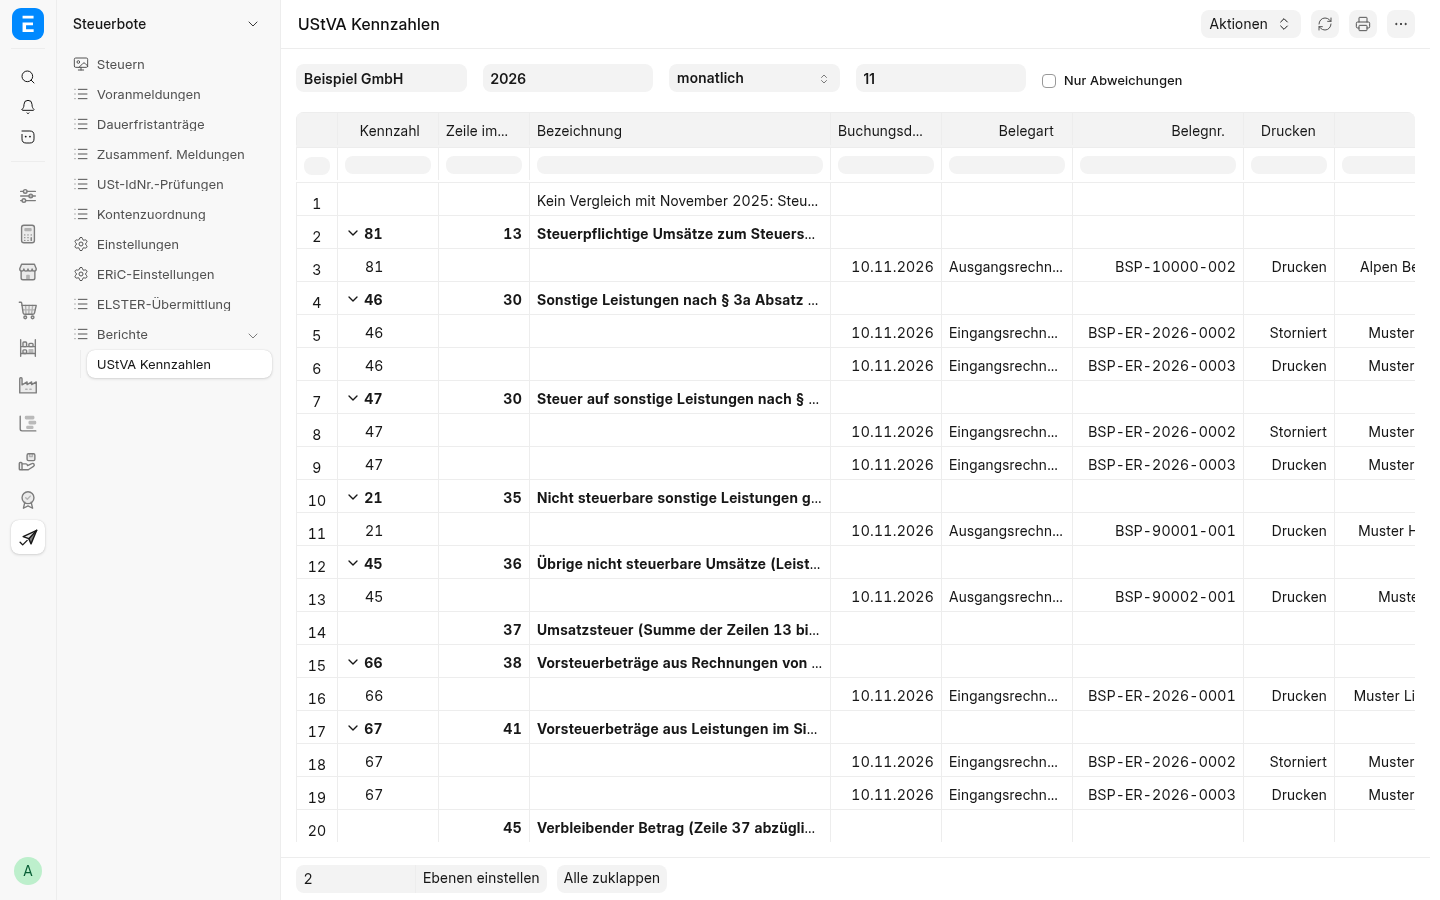 Steuerbote
UStVA Kennzahlen
Aktionen
Steuern
Voranmeldungen
Dauerfristanträge
Zusammenf. Meldungen
USt-IdNr.-Prüfungen
Kontenzuordnung
Einstellungen
ERiC-Einstellungen
ELSTER-Übermittlung
Berichte
UStVA Kennzahlen
A
Beispiel GmbH 2026 monatlich 11 Nur Abweichungen
Kennzahl Zeile im... Bezeichnung Buchungsd... Belegart Belegnr. Drucken
1 Kein Vergleich mit November 2025: Steu...
2 81 13 Steuerpflichtige Umsätze zum Steuers...
3 81 10.11.2026 Ausgangsrechn... BSP-10000-002 Drucken Alpen Be
4 46 30 Sonstige Leistungen nach § 3a Absatz ...
5 46 10.11.2026 Eingangsrechn... BSP-ER-2026-0002 Storniert Muster
6 46 10.11.2026 Eingangsrechn... BSP-ER-2026-0003 Drucken Muster
7 47 30 Steuer auf sonstige Leistungen nach § ...
8 47 10.11.2026 Eingangsrechn... BSP-ER-2026-0002 Storniert Muster
9 47 10.11.2026 Eingangsrechn... BSP-ER-2026-0003 Drucken Muster
10 21 35 Nicht steuerbare sonstige Leistungen g...
11 21 10.11.2026 Ausgangsrechn... BSP-90001-001 Drucken Muster H
12 45 36 Übrige nicht steuerbare Umsätze (Leist...
13 45 10.11.2026 Ausgangsrechn... BSP-90002-001 Drucken Muste
14 37 Umsatzsteuer (Summe der Zeilen 13 bi...
15 66 38 Vorsteuerbeträge aus Rechnungen von ...
16 66 10.11.2026 Eingangsrechn... BSP-ER-2026-0001 Drucken Muster Li
17 67 41 Vorsteuerbeträge aus Leistungen im Si...
18 67 10.11.2026 Eingangsrechn... BSP-ER-2026-0002 Storniert Muster
19 67 10.11.2026 Eingangsrechn... BSP-ER-2026-0003 Drucken Muster
20 45 Verbleibender Betrag (Zeile 37 abzügli...
2 Ebenen einstellen Alle zuklappen